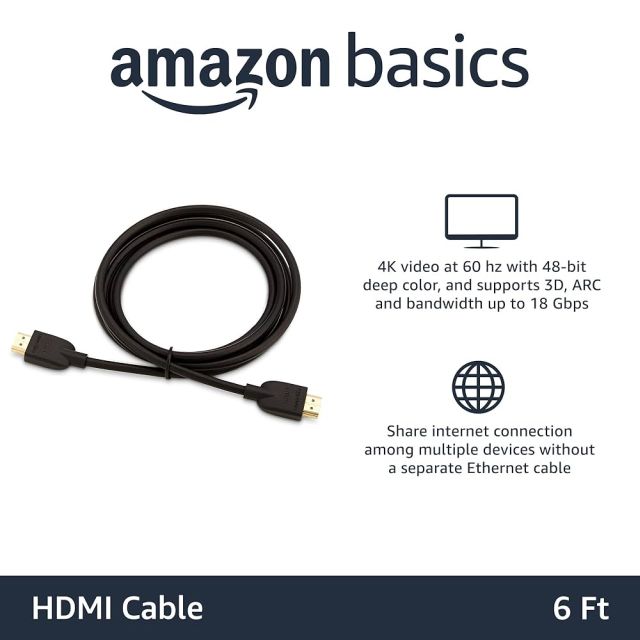 amazon basics
4K video at 60 hz with 48-bit
deep color, and supports 3D, ARC
and bandwidth up to 18 Gbps
Share internet connection
among multiple devices without
a separate Ethernet cable
HDMI Cable
6 Ft